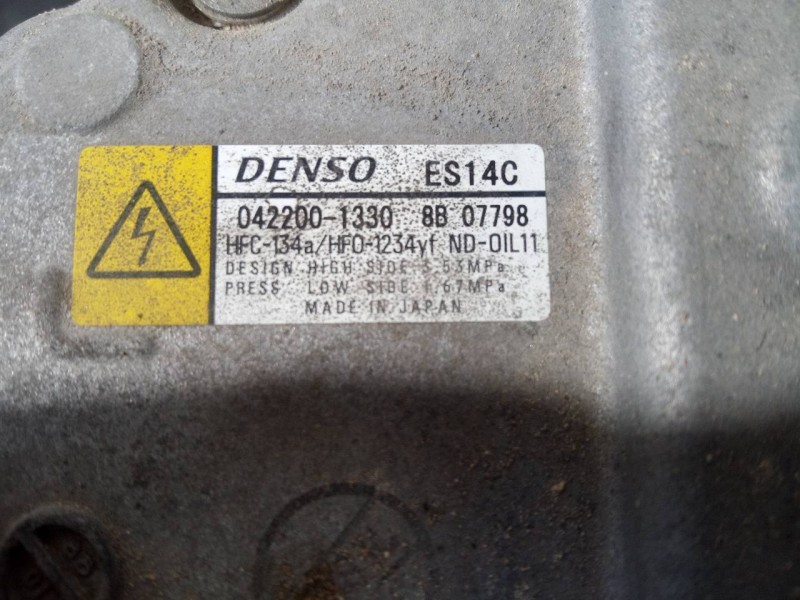 DENSO ES14C
042200-1330 8B 07798
HFC-134a/HFO-1234yf ND-OIL11
DESIGN HIGH SIDE 3.53MPa
PRESS. LOW SIDE 1.67MPa
MADE IN JAPAN